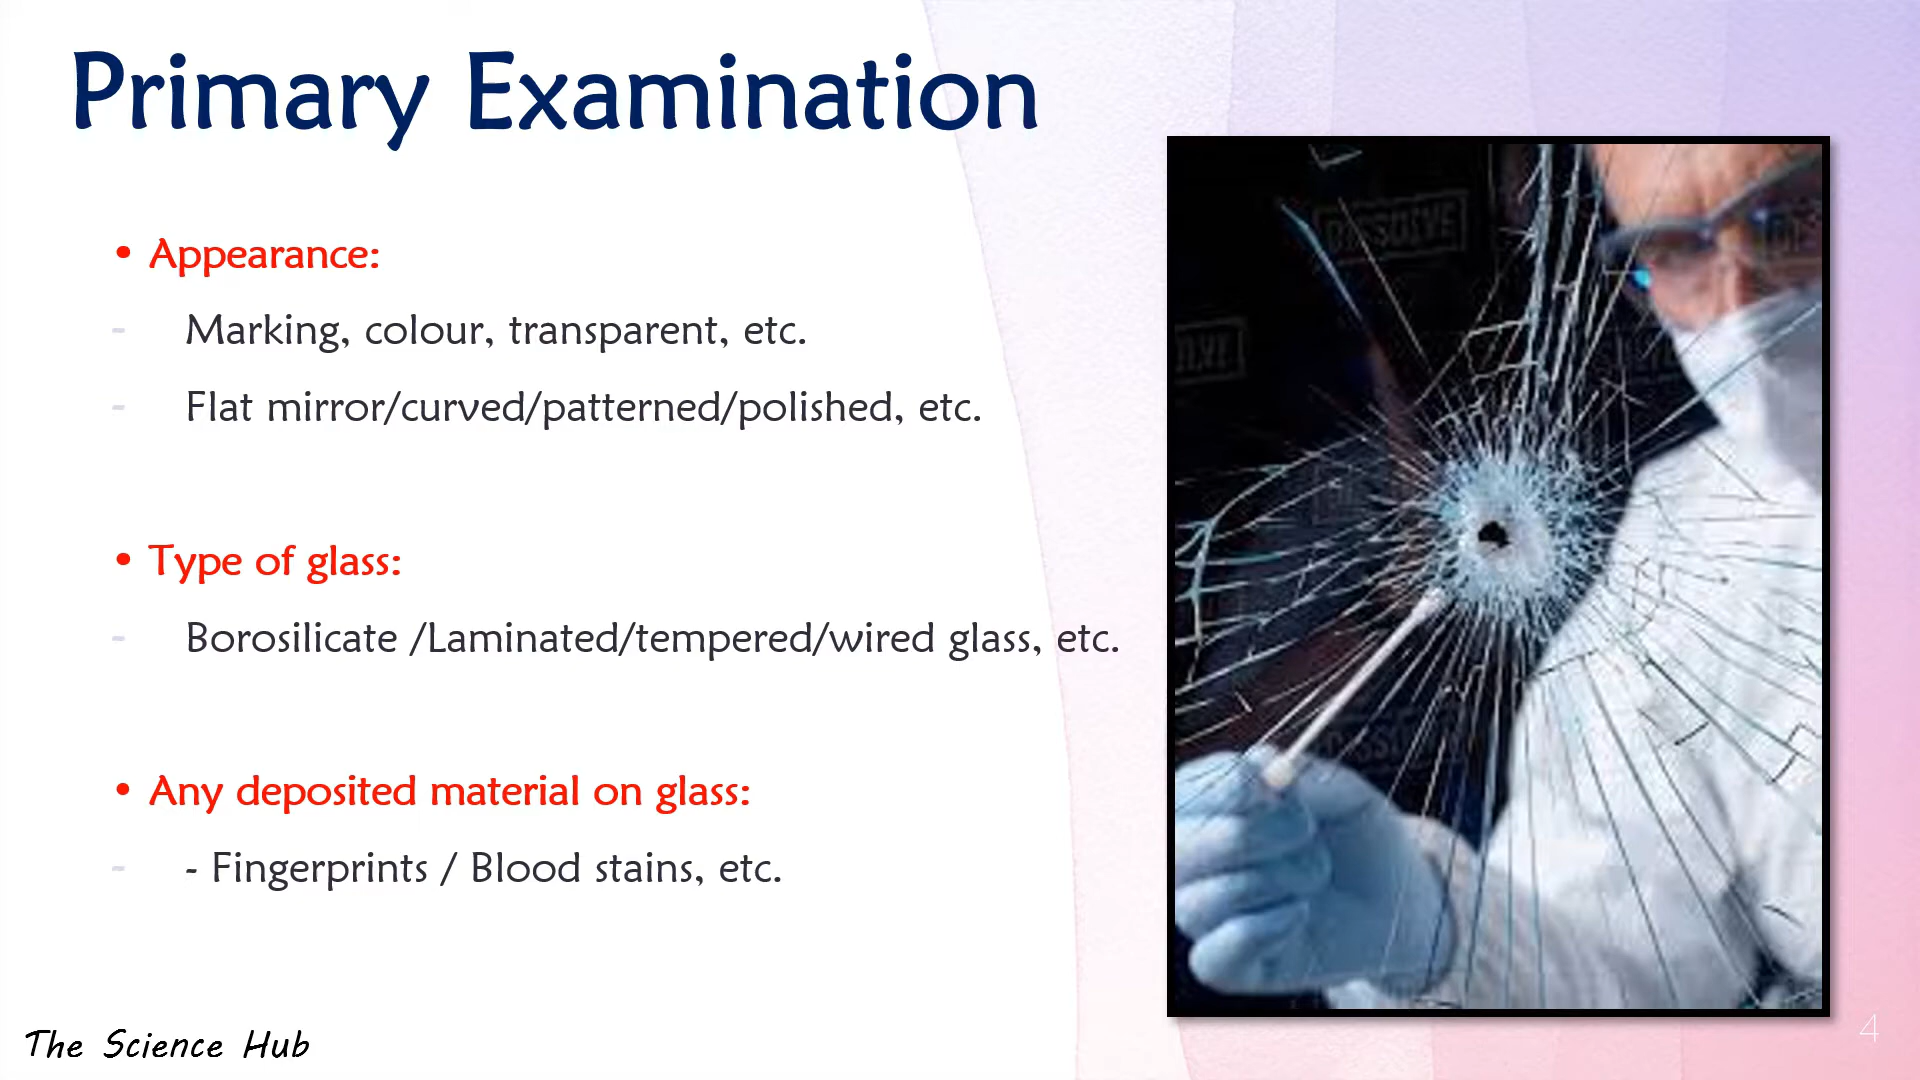 Primary Examination
• Appearance:
- Marking, colour, transparent, etc.
- Flat mirror/curved/patterned/polished, etc.
• Type of glass:
- Borosilicate /Laminated/tempered/wired glass, etc.
• Any deposited material on glass:
- - Fingerprints / Blood stains, etc.
DISSOLVE
The Science Hub
4